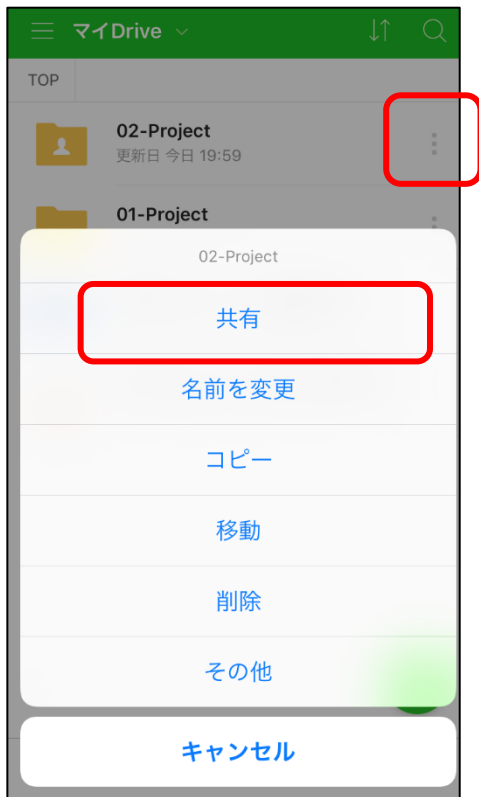 マイDrive
TOP
02-Project
更新日 今日 19:59
01-Project
02-Project
共有
名前を変更
コピー
移動
削除
その他
キャンセル